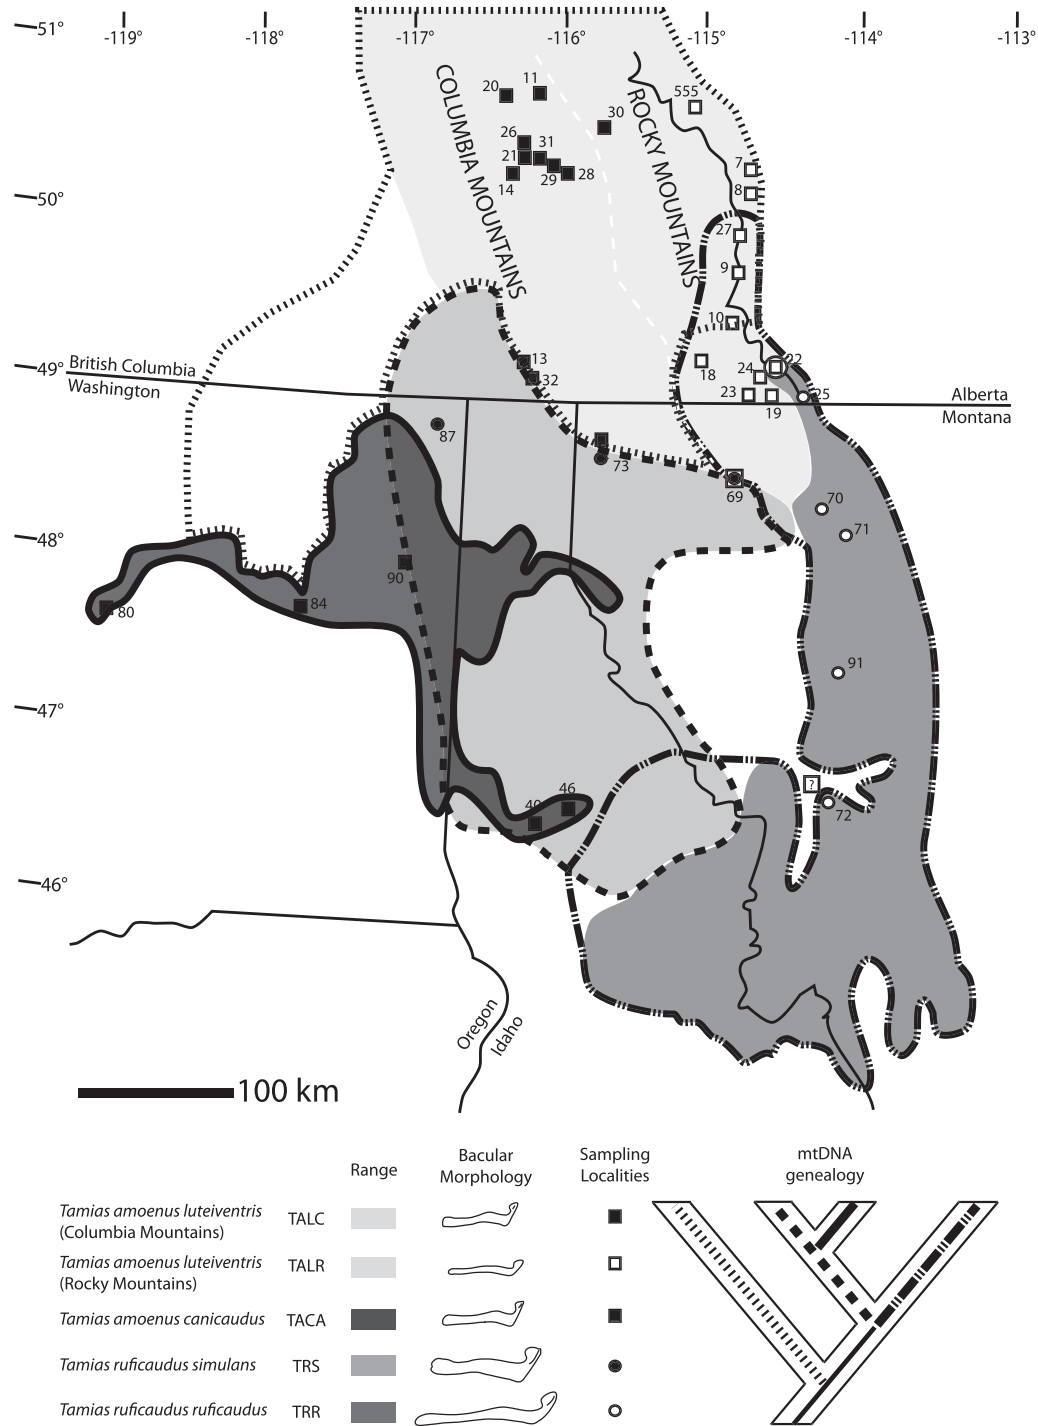 51°
-119°
-118°
-117°
-116°
-115°
-114°
-113°
COLUMBIA MOUNTAINS
ROCKY MOUNTAINS
20
11
30
555
26
31
21
14
29
28
7
8
27
9
10
50°
49°
British Columbia
Washington
13
32
18
24
22
23
19
25
Alberta
Montana
87
73
69
70
71
48°
90
80
84
91
47°
46
40
?
72
46°
Oregon
Idaho
100 km
Range
Bacular
Morphology
Sampling
Localities
mtDNA
genealogy
Tamias amoenus luteiventris
(Columbia Mountains)
TALC
Tamias amoenus luteiventris
(Rocky Mountains)
TALR
Tamias amoenus canicaudus
TACA
Tamias ruficaudus simulans
TRS
Tamias ruficaudus ruficaudus
TRR